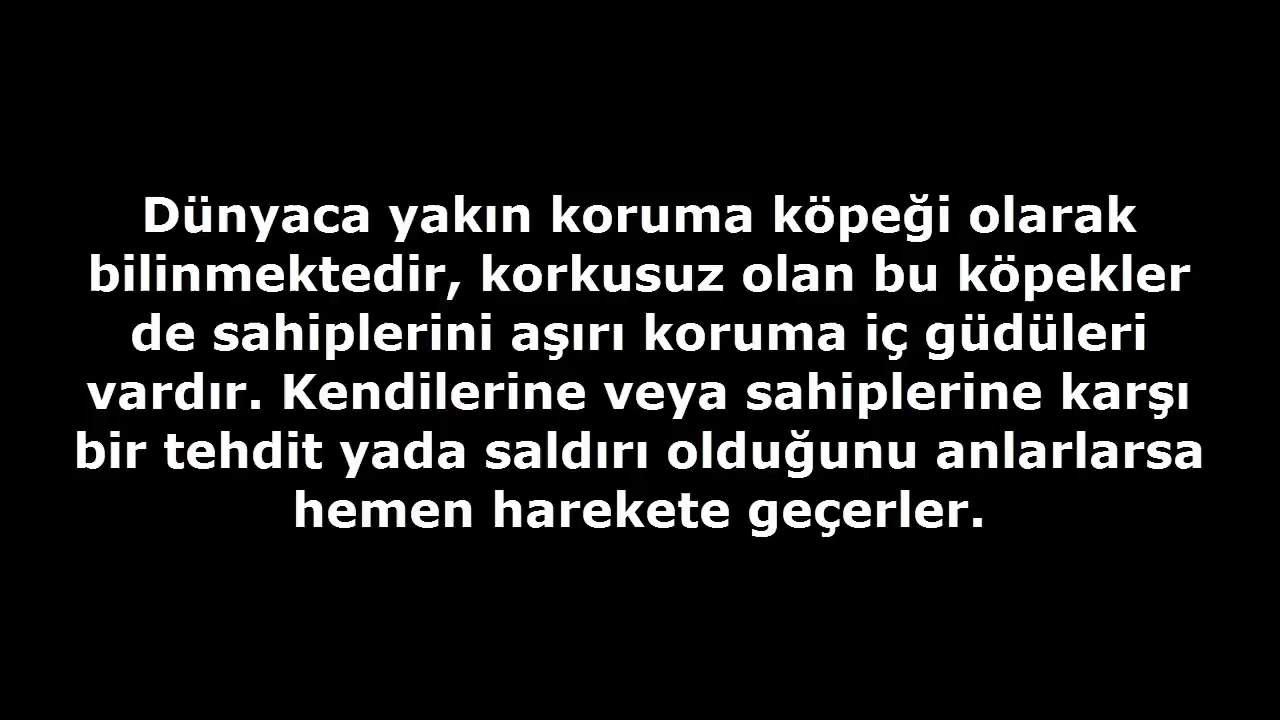 Dünyaca yakın koruma köpeği olarak
bilinmektedir, korkusuz olan bu köpekler
de sahiplerini aşırı koruma iç güdüleri
vardır. Kendilerine veya sahiplerine karşı
bir tehdit yada saldırı olduğunu anlarlarsa
hemen harekete geçerler.